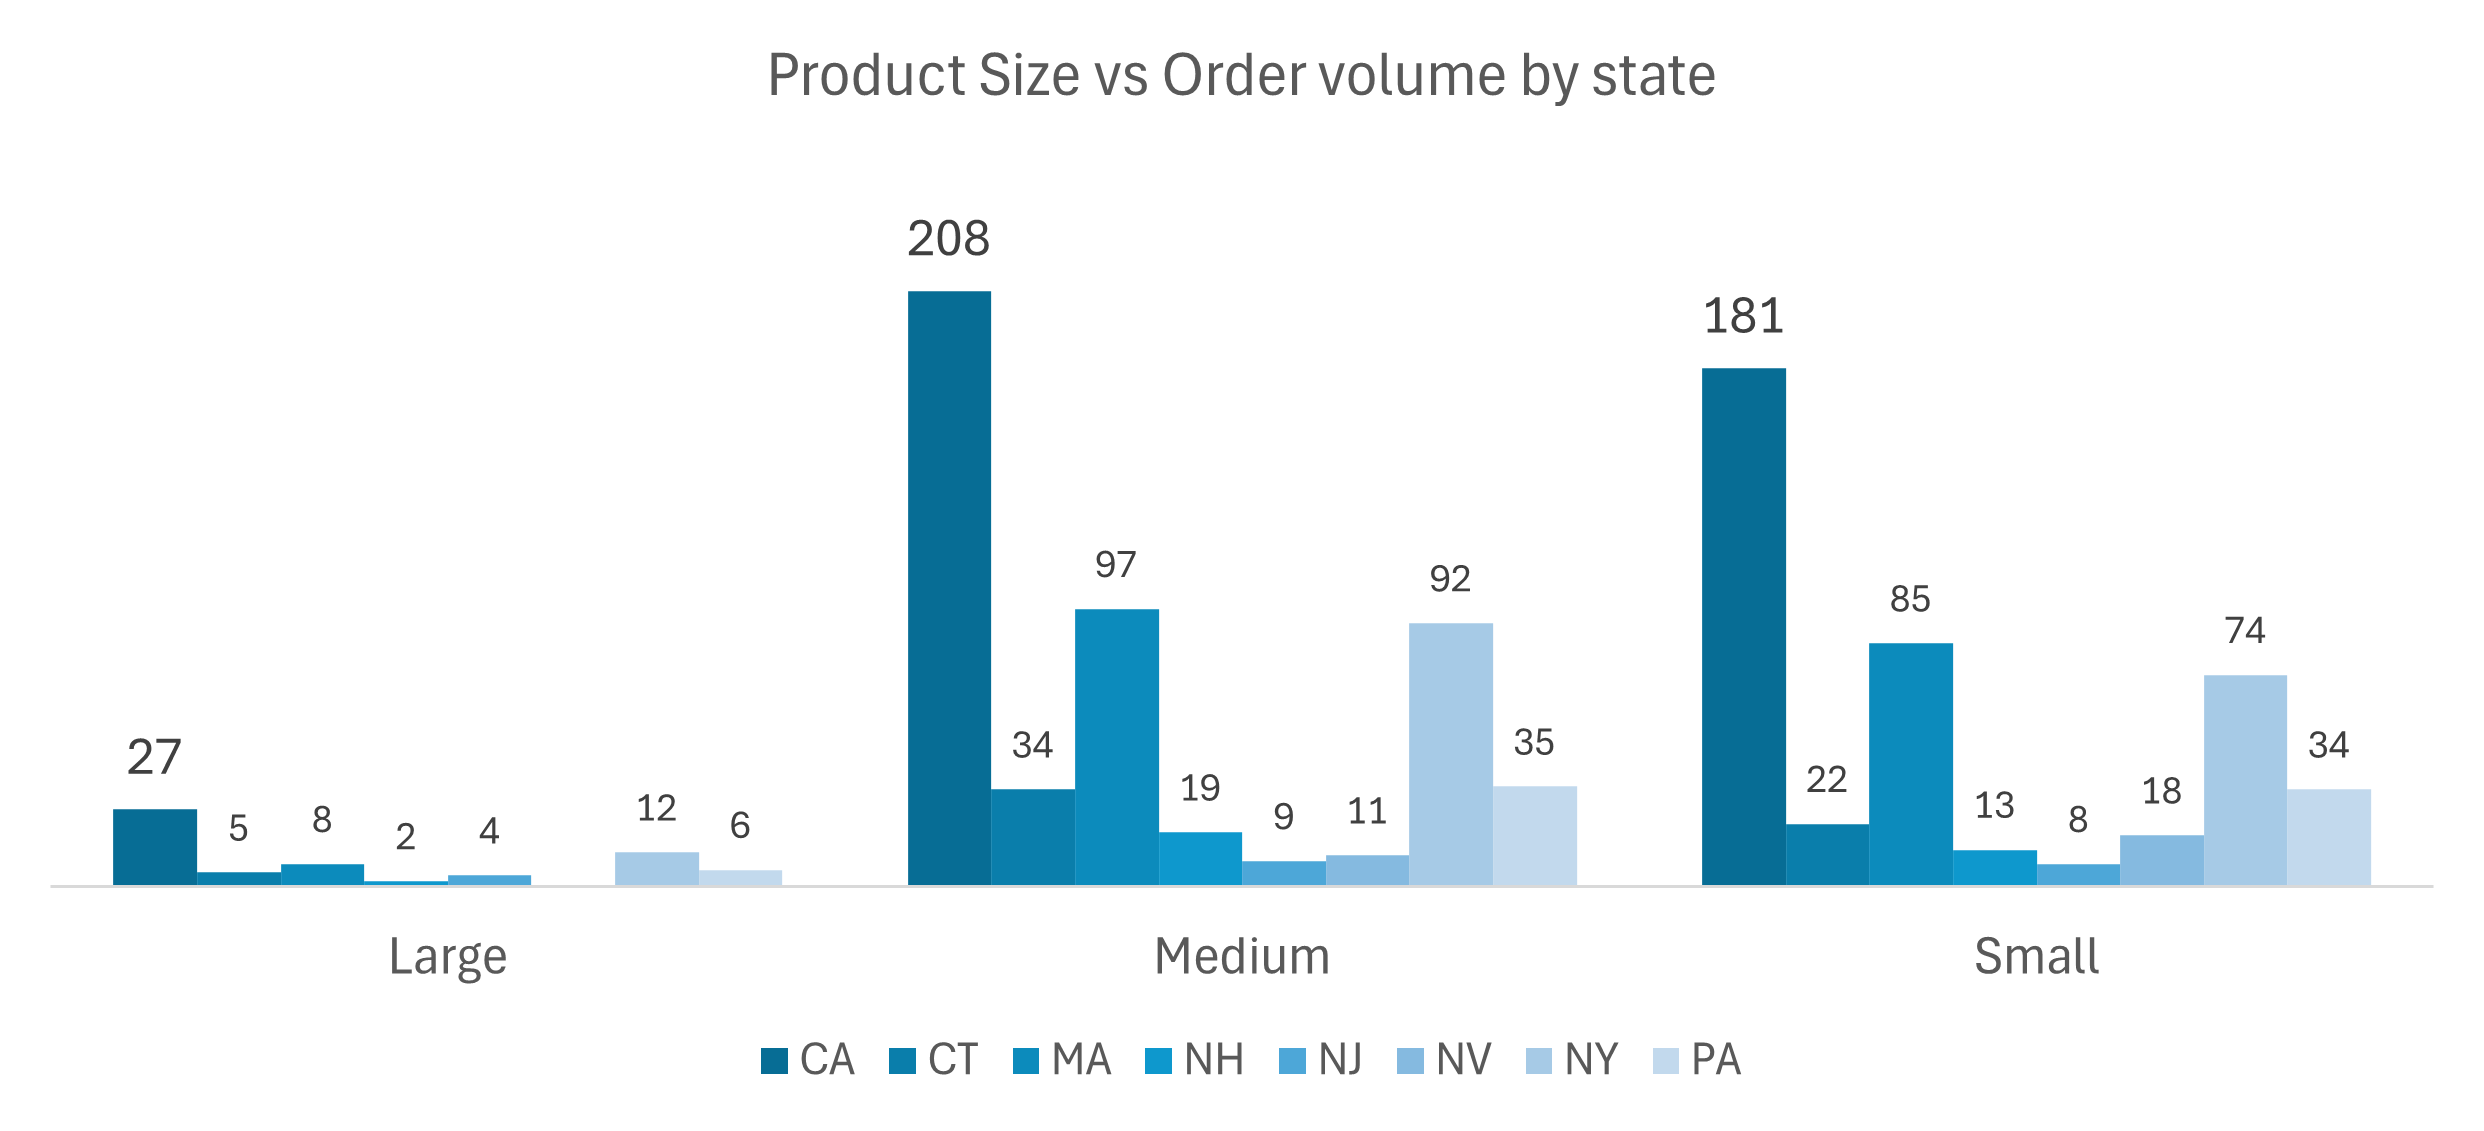 Product Size vs Order volume by state
27 5 8 2 4 12 6
208 34 97 19 9 11 92 35
181 22 85 13 8 18 74 34
Large Medium Small
CA CT MA NH NJ NV NY PA